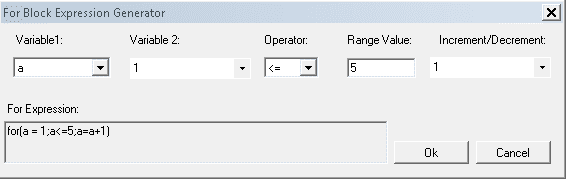 For Block Expression Generator
Variable1: Variable 2: Operator: Range Value: Increment/Decrement:
a 1 <= 5 1
For Expression:
for(a = 1;a<=5;a=a+1)
Ok Cancel